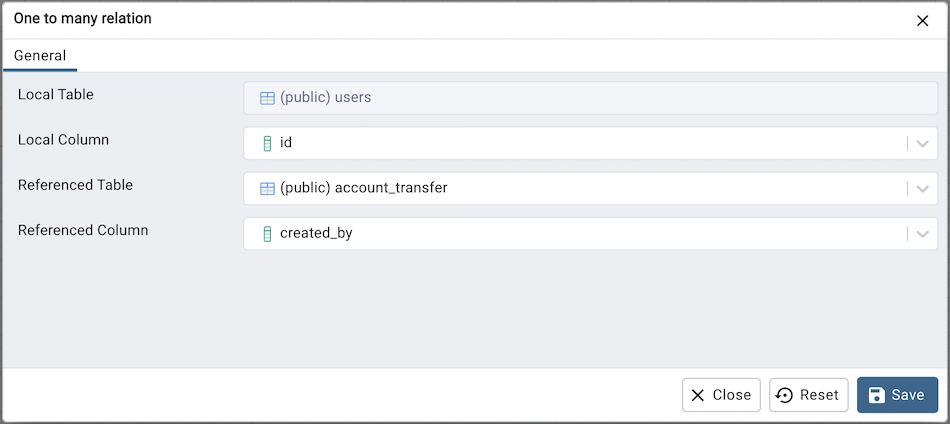 One to many relation
General
Local Table (public) users
Local Column id
Referenced Table (public) account_transfer
Referenced Column created_by
Close Reset Save